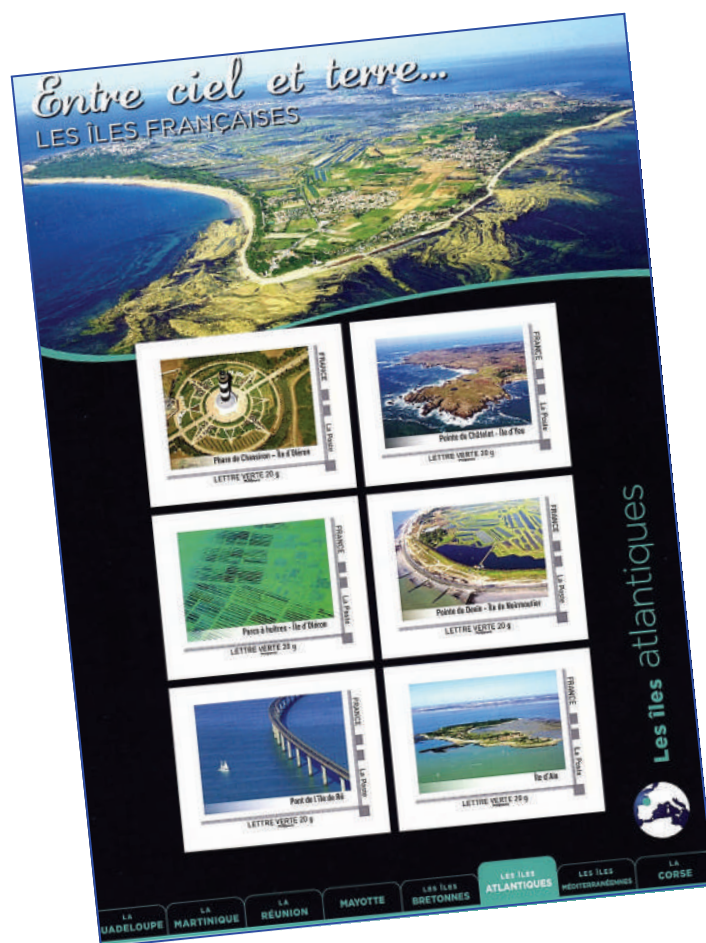 Entre ciel et terre...
LES ÎLES FRANÇAISES
FRANCE
La Poste
Phare de Chassiron – Île d'Oléron
LETTRE VERTE 20 g
FRANCE
La Poste
Pointe du Châtelet - Île d'Yeu
LETTRE VERTE 20 g
FRANCE
La Poste
Parcs à huîtres - Île d'Oléron
LETTRE VERTE 20 g
FRANCE
La Poste
Pointe du Devin - Île de Noirmoutier
LETTRE VERTE 20 g
FRANCE
La Poste
Pont de l'Île de Ré
LETTRE VERTE 20 g
FRANCE
La Poste
Île d'Aix
LETTRE VERTE 20 g
Les îles atlantiques
LA
UADELOUPE
LA
MARTINIQUE
LA
RÉUNION
MAYOTTE
LES ÎLES
BRETONNES
LES ÎLES
ATLANTIQUES
LES ÎLES
MÉDITERRANÉENNES
LA
CORSE